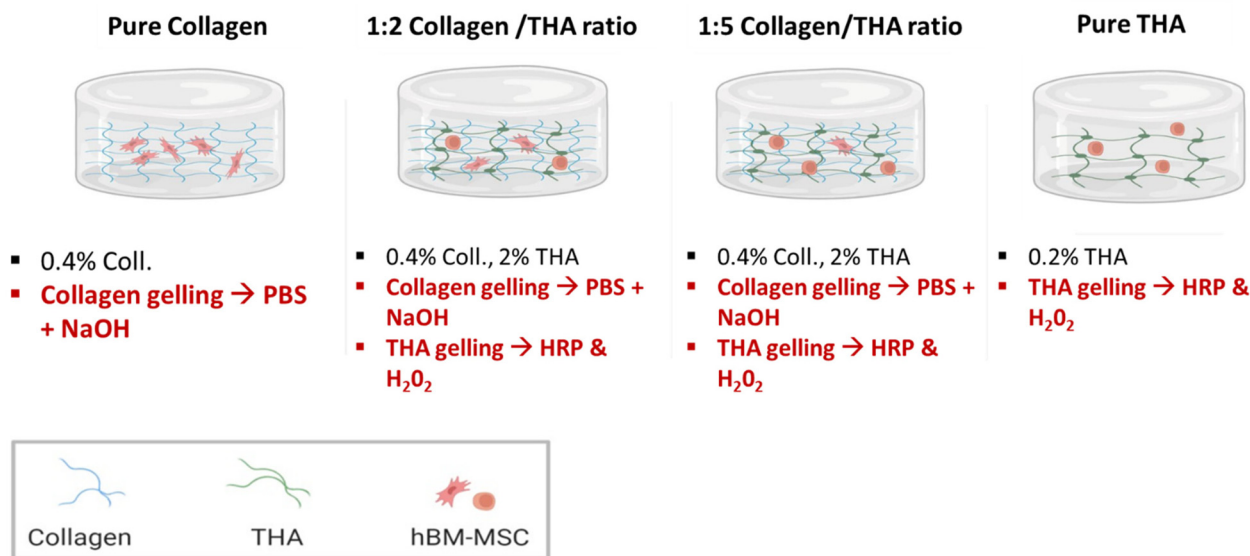 Pure Collagen
1:2 Collagen /THA ratio
1:5 Collagen/THA ratio
Pure THA
▪ 0.4% Coll.
▪ Collagen gelling → PBS
+ NaOH
▪ 0.4% Coll., 2% THA
▪ Collagen gelling → PBS +
NaOH
▪ THA gelling → HRP &
H₂0₂
▪ 0.4% Coll., 2% THA
▪ Collagen gelling → PBS +
NaOH
▪ THA gelling → HRP &
H₂0₂
▪ 0.2% THA
▪ THA gelling → HRP &
H₂0₂
Collagen
THA
hBM-MSC